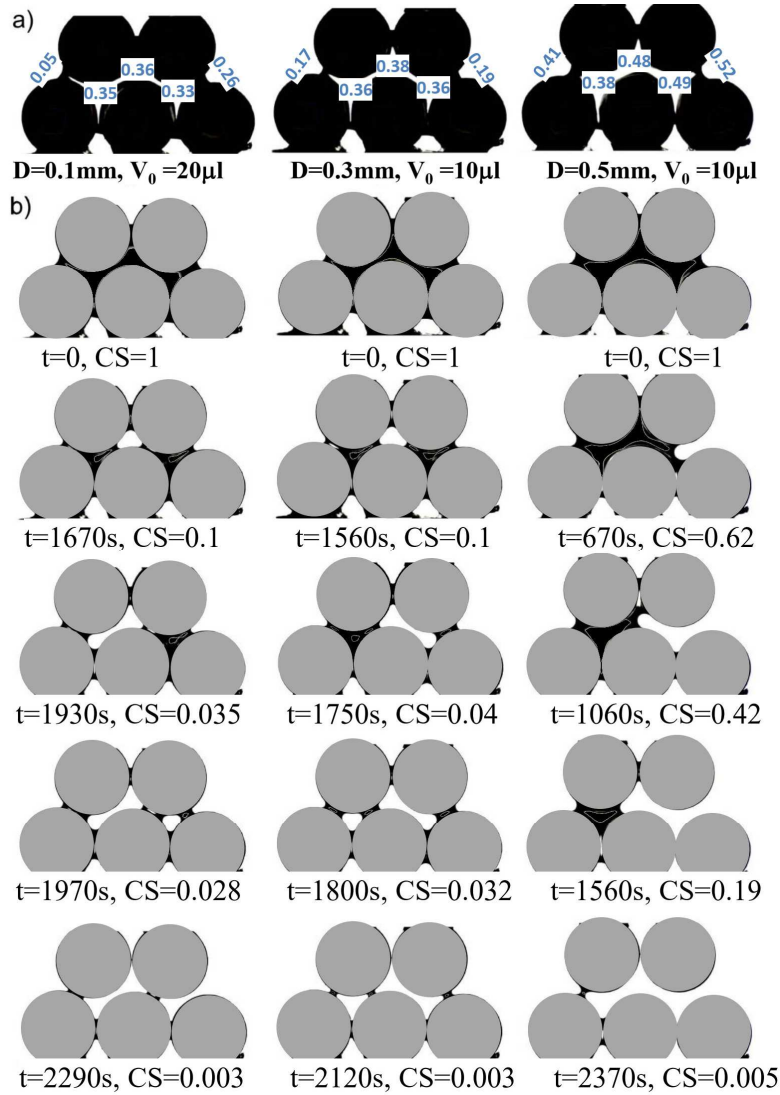 a)
0.05 0.36 0.26 0.17 0.38 0.19 0.41 0.48 0.52
0.35 0.33 0.36 0.36 0.38 0.49
D=0.1mm, V₀ =20μl D=0.3mm, V₀ =10μl D=0.5mm, V₀ =10μl
b)
t=0, CS=1 t=0, CS=1 t=0, CS=1
t=1670s, CS=0.1 t=1560s, CS=0.1 t=670s, CS=0.62
t=1930s, CS=0.035 t=1750s, CS=0.04 t=1060s, CS=0.42
t=1970s, CS=0.028 t=1800s, CS=0.032 t=1560s, CS=0.19
t=2290s, CS=0.003 t=2120s, CS=0.003 t=2370s, CS=0.005